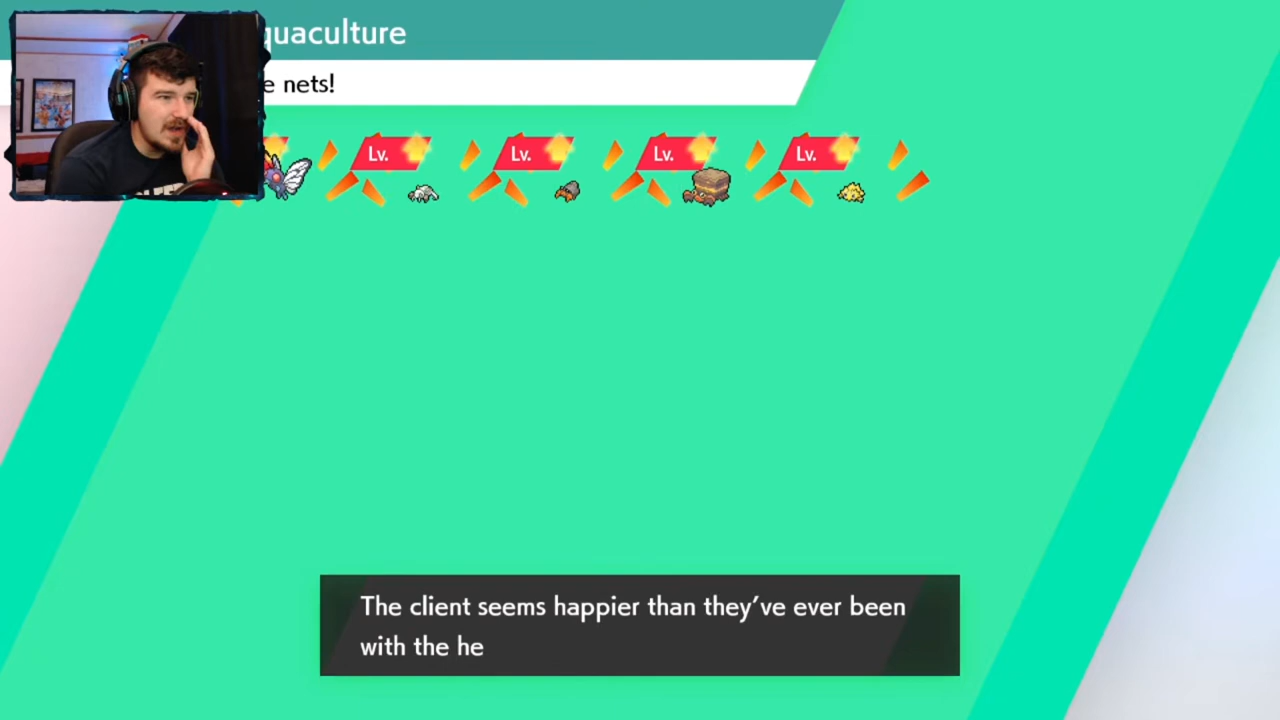 quaculture
e nets!
Lv. Lv. Lv. Lv.
The client seems happier than they've ever been
with the he